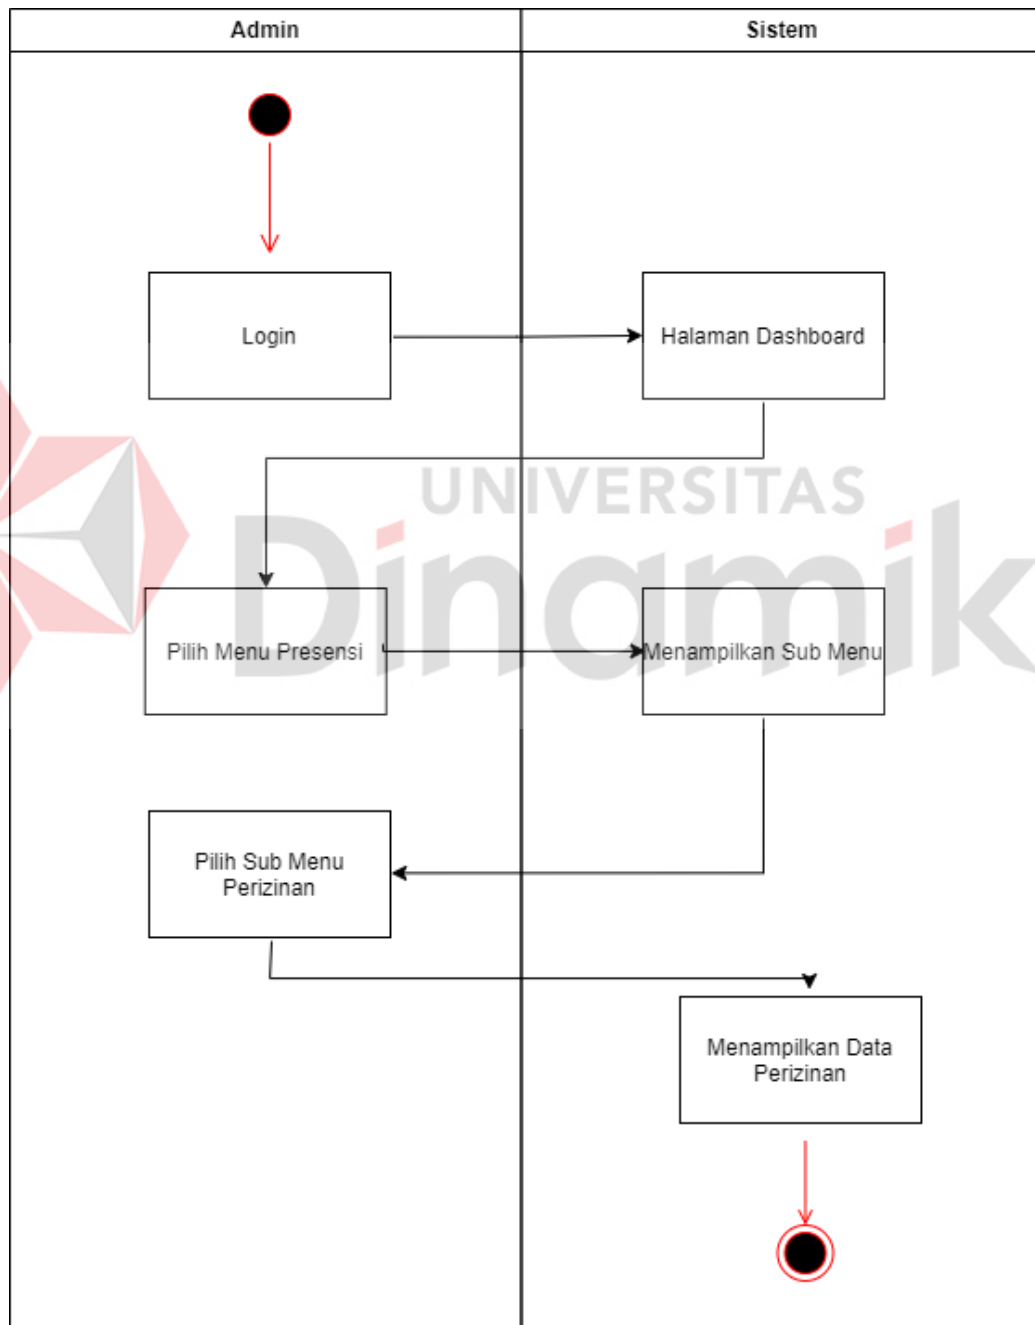 Admin
Sistem
Login
Halaman Dashboard
UNIVERSITAS
Dinamik
Pilih Menu Presensi
Menampilkan Sub Menu
Pilih Sub Menu
Perizinan
Menampilkan Data
Perizinan